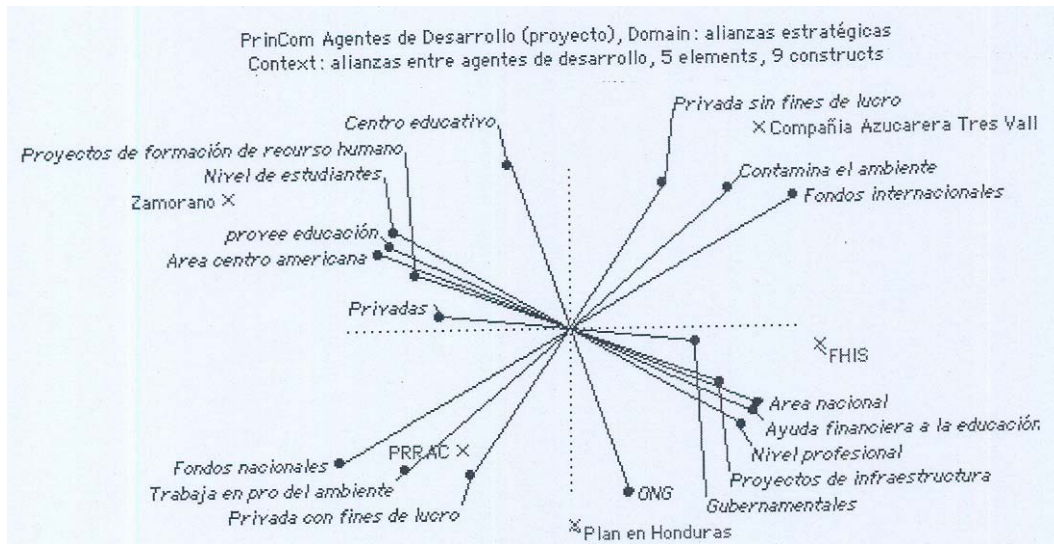 PrinCom Agentes de Desarrollo (proyecto), Domain: alianzas estratégicas
Context: alianzas entre agentes de desarrollo, 5 elements, 9 constructs
Privada sin fines de lucro
Centro educativo
Compañia Azucarera Tres Vall
Proyectos de formación de recurso humano
Nivel de estudiantes
Contamina el ambiente
Fondos internacionales
Zamorano
provee educación
Area centro americana
Privadas
FHIS
Area nacional
Ayuda financiera a la educación.
Nivel profesional
PRRAC
Fondos nacionales
Proyectos de infraestructura
Trabaja en pro del ambiente
ONG
Gubernamentales
Privada con fines de lucro
Plan en Honduras